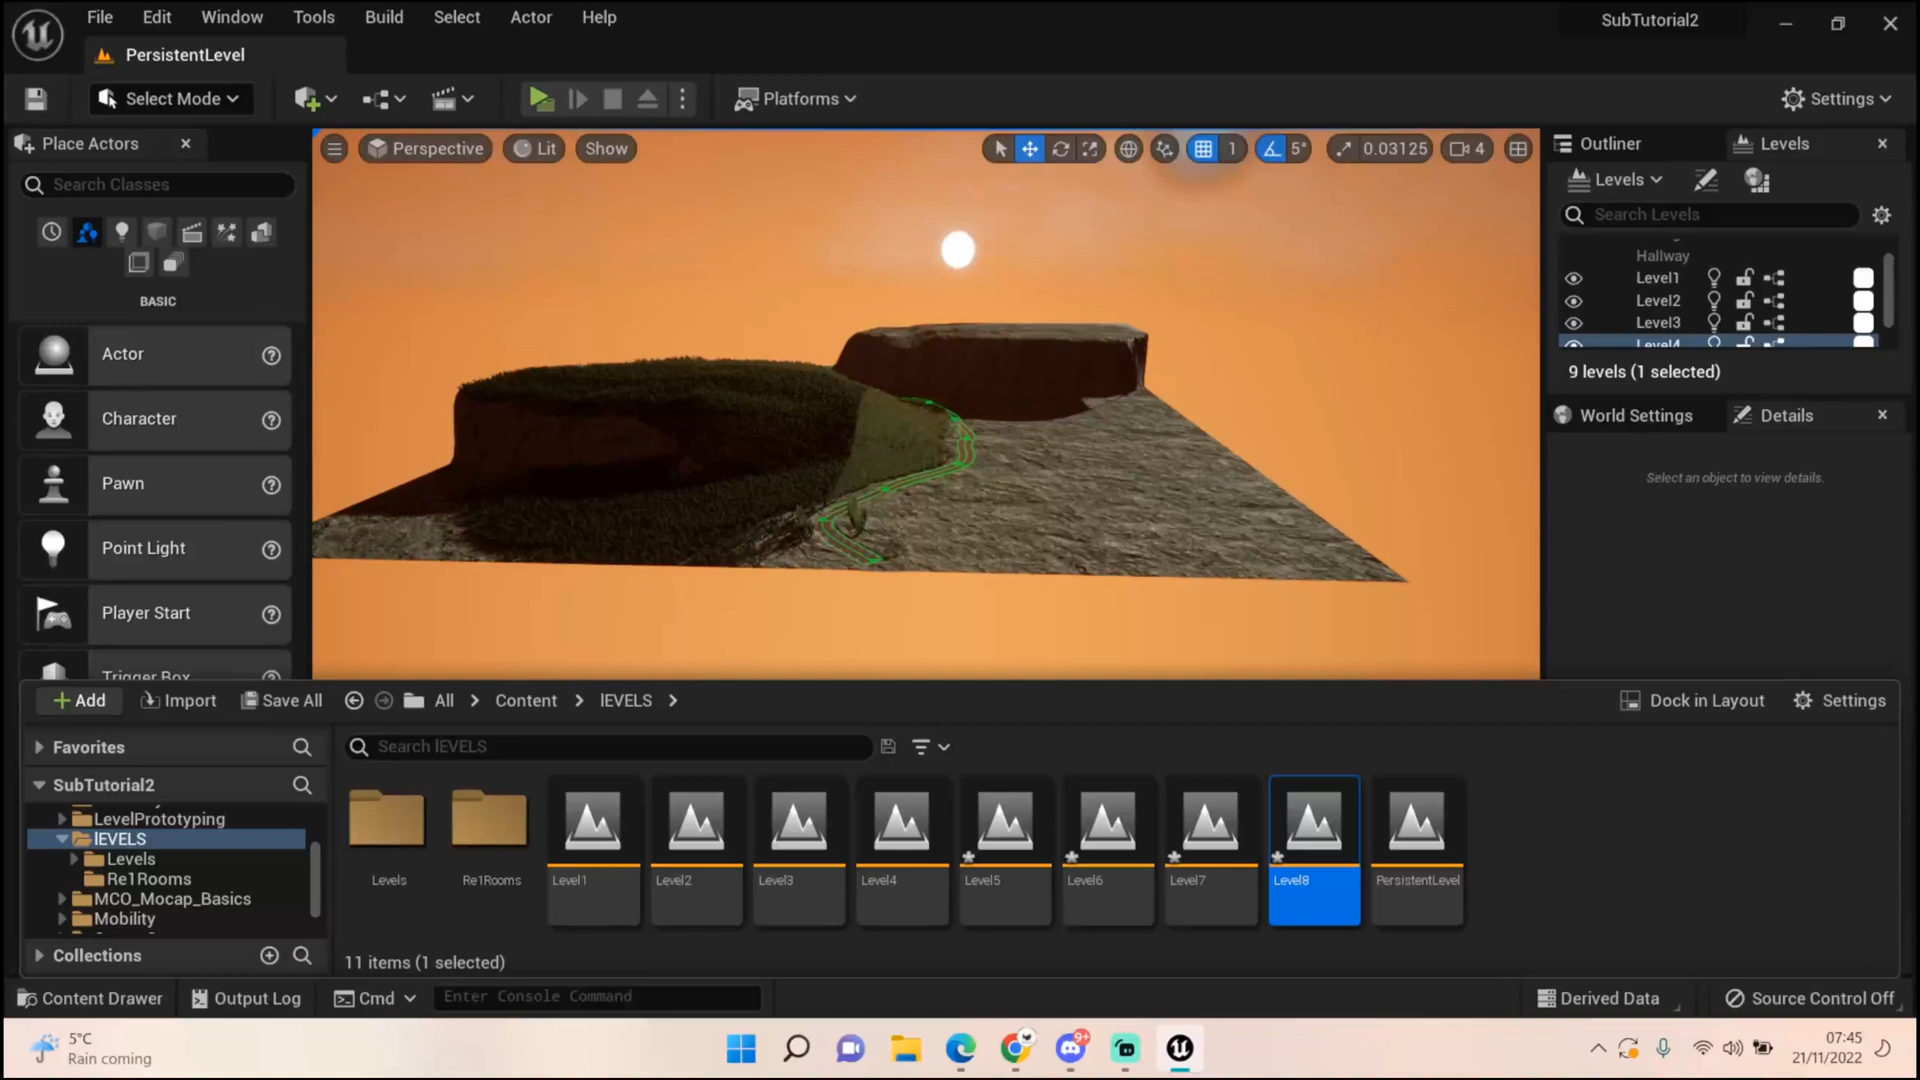 File Edit Window Tools Build Select Actor Help
SubTutorial2
PersistentLevel
Select Mode
Platforms
Settings
Place Actors
Search Classes
BASIC
Actor
Character
Pawn
Point Light
Player Start
Trigger Box
Perspective
Lit
Show
1
5°
0.03125
4
Outliner
Levels
Levels
Search Levels
Hallway
Level1
Level2
Level3
Level4
9 levels (1 selected)
World Settings
Details
Select an object to view details.
Add
Import
Save All
All
Content
lEVELS
Dock in Layout
Settings
Favorites
SubTutorial2
LevelPrototyping
lEVELS
Levels
Re1Rooms
MCO_Mocap_Basics
Mobility
Collections
Search lEVELS
Levels
Re1Rooms
Level1
Level2
Level3
Level4
Level5
Level6
Level7
Level8
PersistentLevel
11 items (1 selected)
Content Drawer
Output Log
Cmd
Enter Console Command
Derived Data
Source Control Off
5°C
Rain coming
9+
07:45
21/11/2022